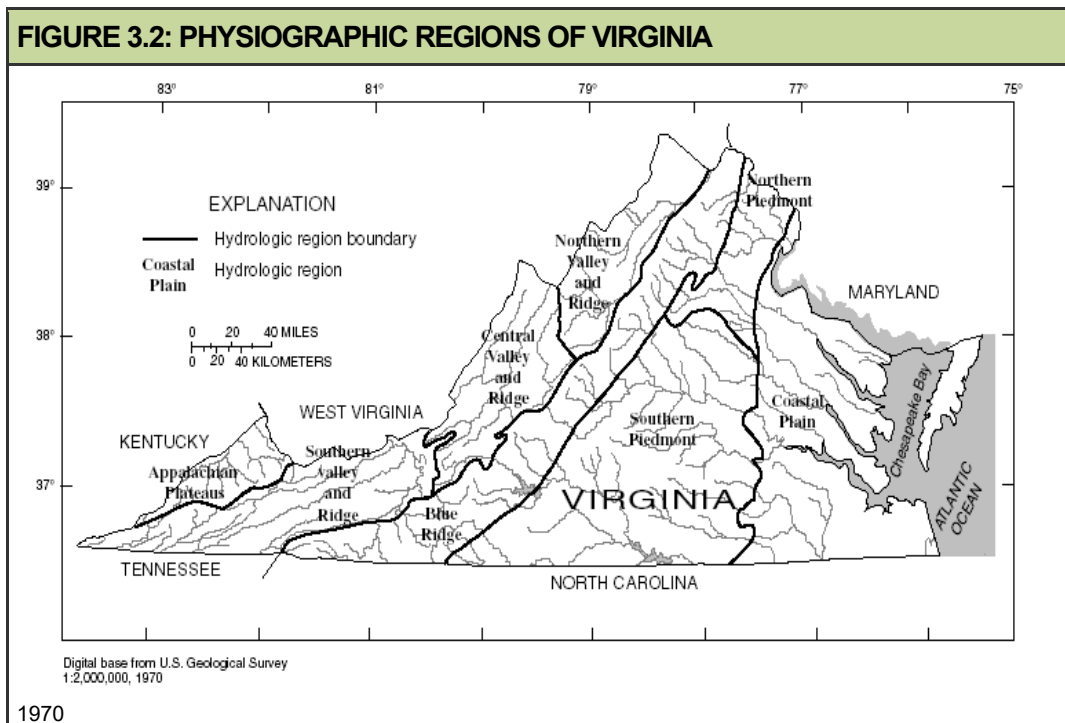 FIGURE 3.2: PHYSIOGRAPHIC REGIONS OF VIRGINIA
83°
81°
79°
77°
75°
39°
38°
37°
EXPLANATION
Hydrologic region boundary
Coastal
Plain
Hydrologic region
0 20 40 MILES
0 20 40 KILOMETERS
Northern
Piedmont
Northern
Valley
and
Ridge
MARYLAND
Central
Valley
and
Ridge
WEST VIRGINIA
KENTUCKY
Appalachian
Plateaus
Southern
Valley
and
Ridge
Blue
Ridge
Southern
Piedmont
Coastal
Plain
Chesapeake Bay
VIRGINIA
ATLANTIC
OCEAN
TENNESSEE
NORTH CAROLINA
Digital base from U.S. Geological Survey
1:2,000,000, 1970
1970